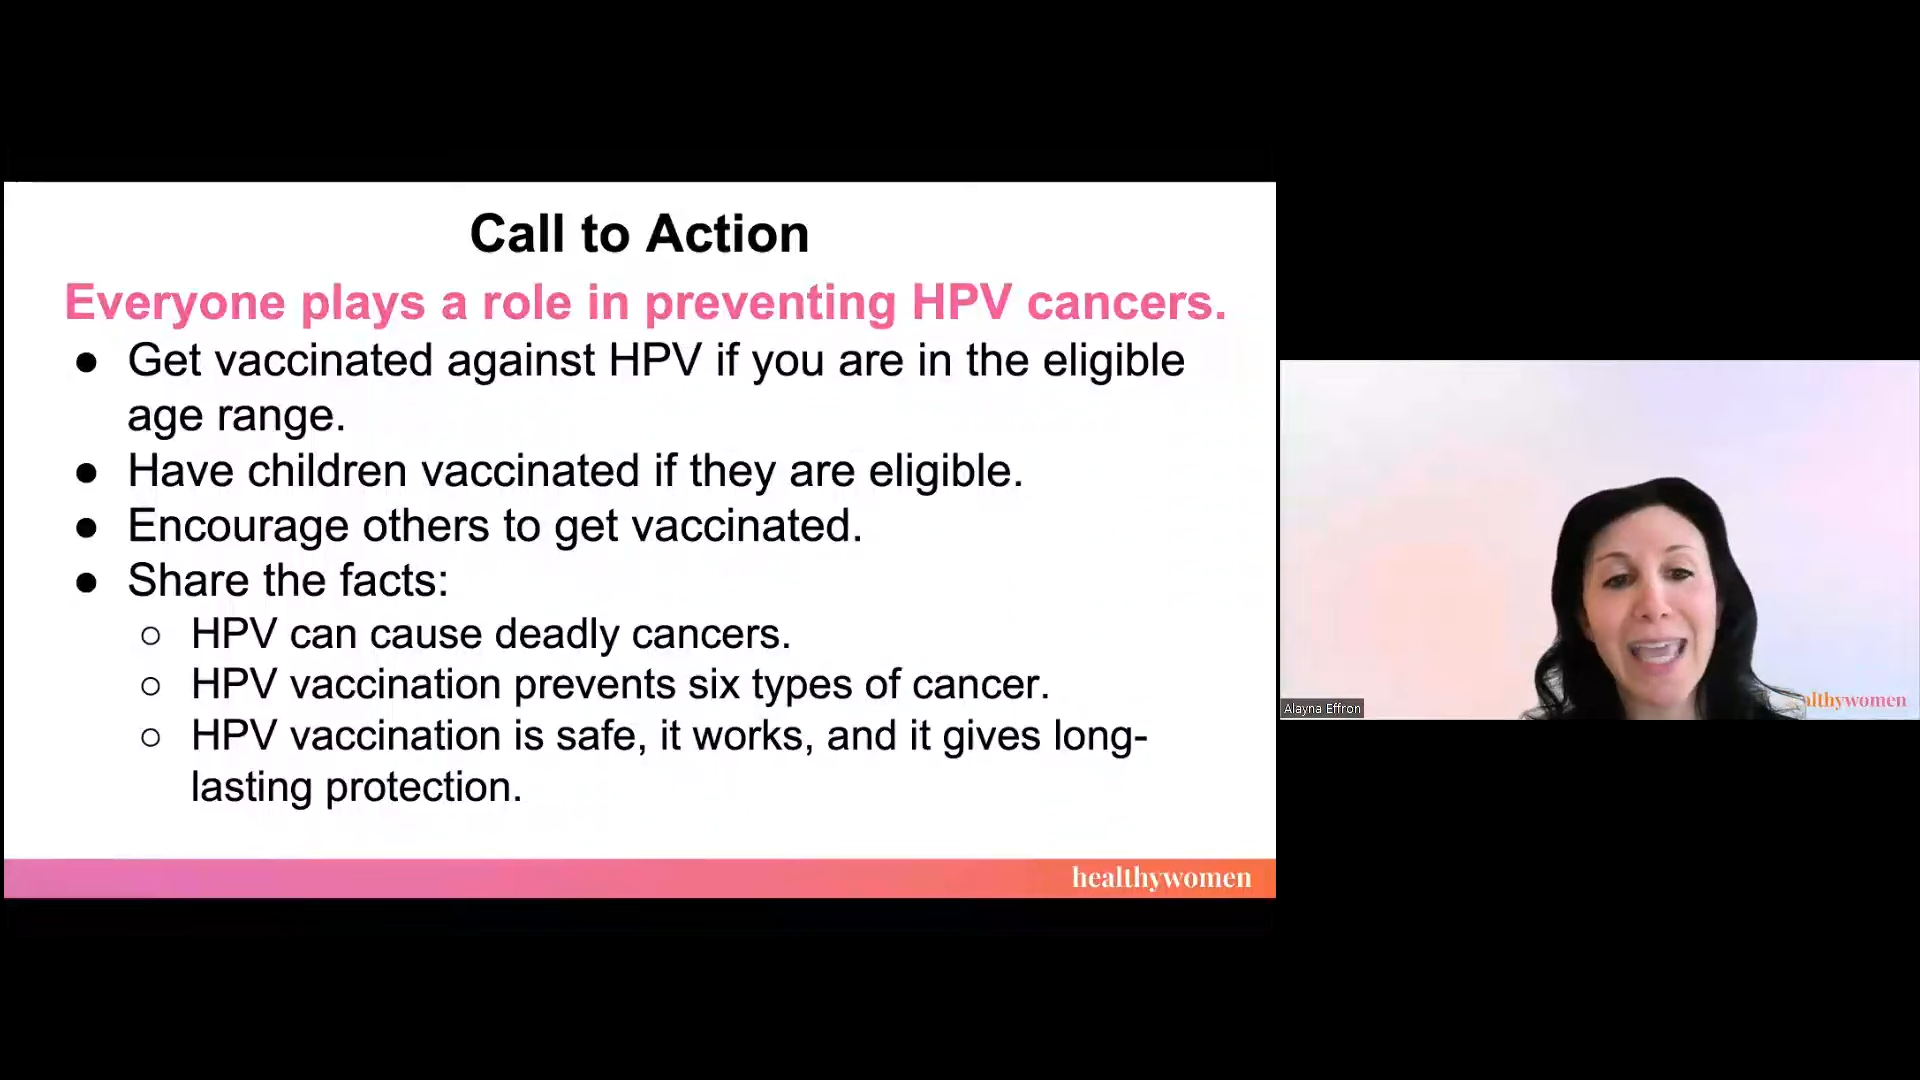 Call to Action
Everyone plays a role in preventing HPV cancers.
● Get vaccinated against HPV if you are in the eligible
age range.
● Have children vaccinated if they are eligible.
● Encourage others to get vaccinated.
● Share the facts:
○ HPV can cause deadly cancers.
○ HPV vaccination prevents six types of cancer.
○ HPV vaccination is safe, it works, and it gives long-
lasting protection.
healthywomen
Alayna Effron
althywomen